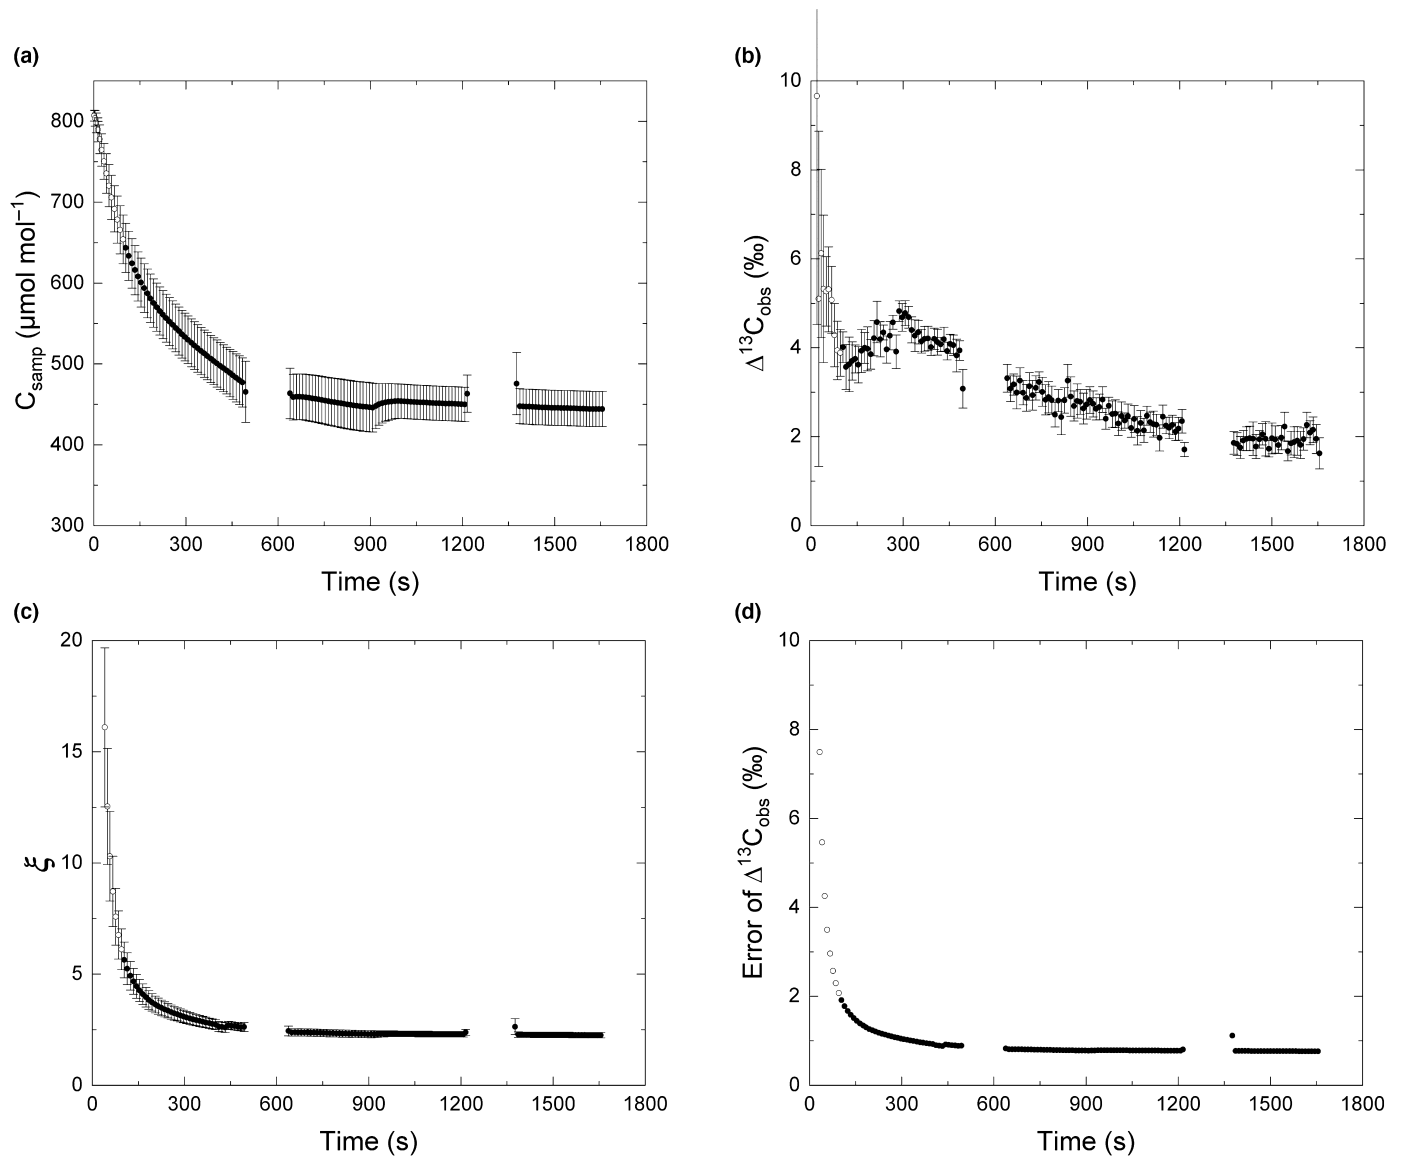 (a)
800
700
600
500
400
300
C_samp (µmol mol⁻¹)
0 300 600 900 1200 1500 1800
Time (s)
(b)
10
8
6
4
2
0
Δ¹³C_obs (‰)
0 300 600 900 1200 1500 1800
Time (s)
(c)
20
15
10
5
0
ξ
0 300 600 900 1200 1500 1800
Time (s)
(d)
10
8
6
4
2
0
Error of Δ¹³C_obs (‰)
0 300 600 900 1200 1500 1800
Time (s)